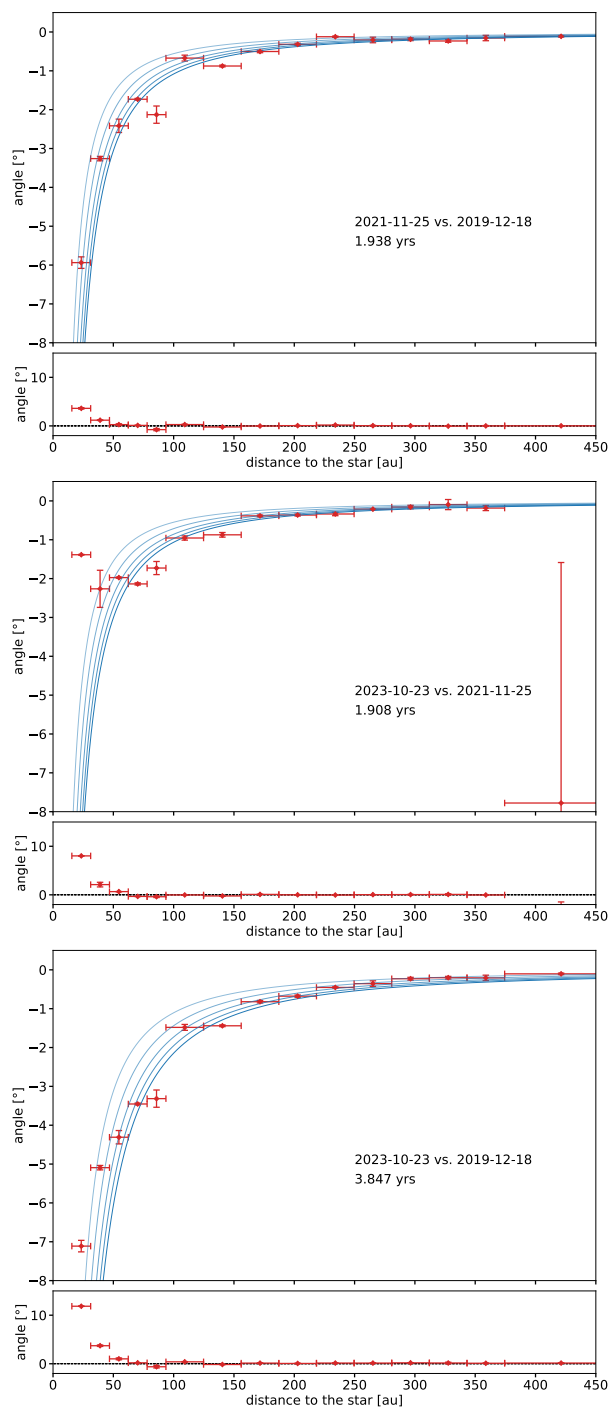 0
−1
−2
−3
−4
−5
−6
−7
−8
angle [°]
2021-11-25 vs. 2019-12-18
1.938 yrs
10
0
angle [°]
0 50 100 150 200 250 300 350 400 450
distance to the star [au]
0
−1
−2
−3
−4
−5
−6
−7
−8
angle [°]
2023-10-23 vs. 2021-11-25
1.908 yrs
10
0
angle [°]
0 50 100 150 200 250 300 350 400 450
distance to the star [au]
0
−1
−2
−3
−4
−5
−6
−7
−8
angle [°]
2023-10-23 vs. 2019-12-18
3.847 yrs
10
0
angle [°]
0 50 100 150 200 250 300 350 400 450
distance to the star [au]